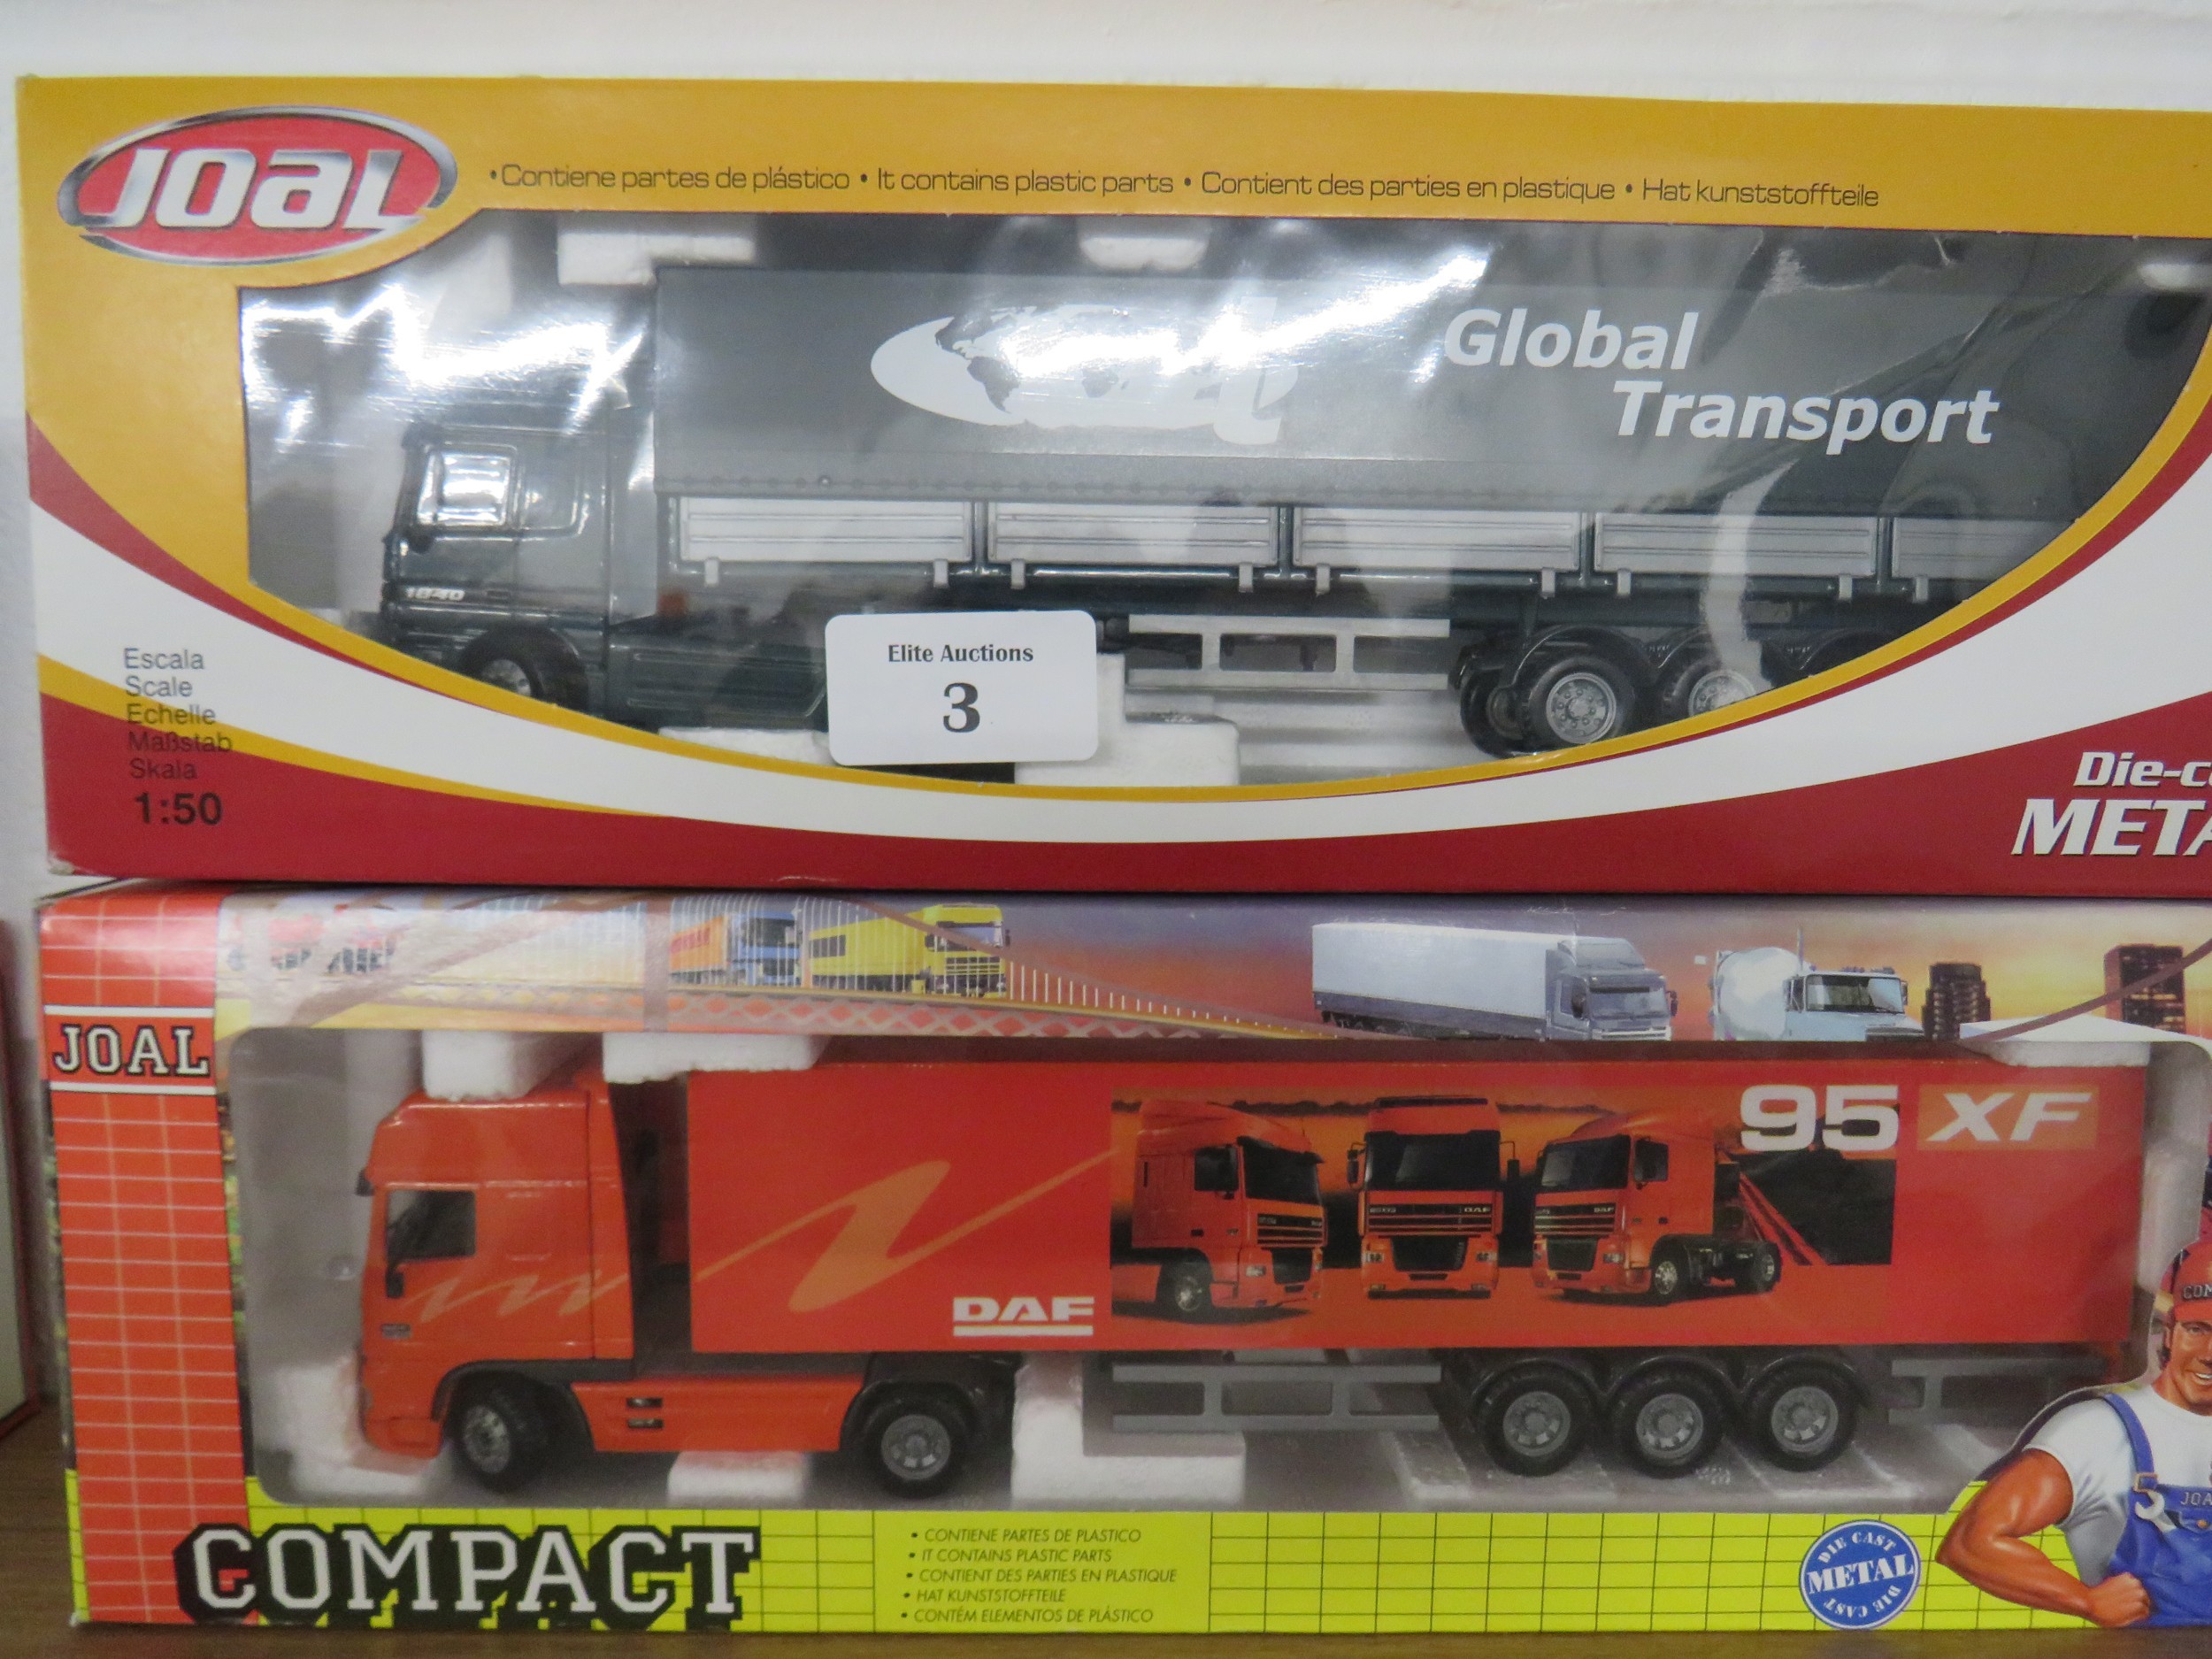 JOAL
• Contiene partes de plástico • It contains plastic parts • Contient des parties en plastique • Hat kunststoffteile
Global
Transport
1840
Elite Auctions
3
Escala
Scale
Echelle
Maßstab
Skala
1:50
JOAL
95 XF
DAF
COMPACT
• CONTIENE PARTES DE PLASTICO
• IT CONTAINS PLASTIC PARTS
• CONTIENT DES PARTIES EN PLASTIQUE
• HAT KUNSTSTOFFTEILE
• CONTÉM ELEMENTOS DE PLÁSTICO
DIE CAST
METAL
DIE CAST